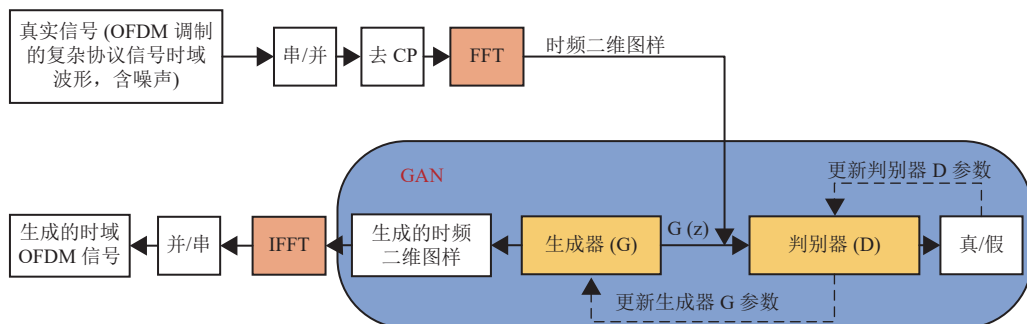 真实信号 (OFDM 调制
的复杂协议信号时域
波形，含噪声)
串/并
去 CP
FFT
时频二维图样
GAN
更新判别器 D 参数
生成的时域
OFDM 信号
并/串
IFFT
生成的时频
二维图样
生成器 (G)
G (z)
判别器 (D)
真/假
更新生成器 G 参数